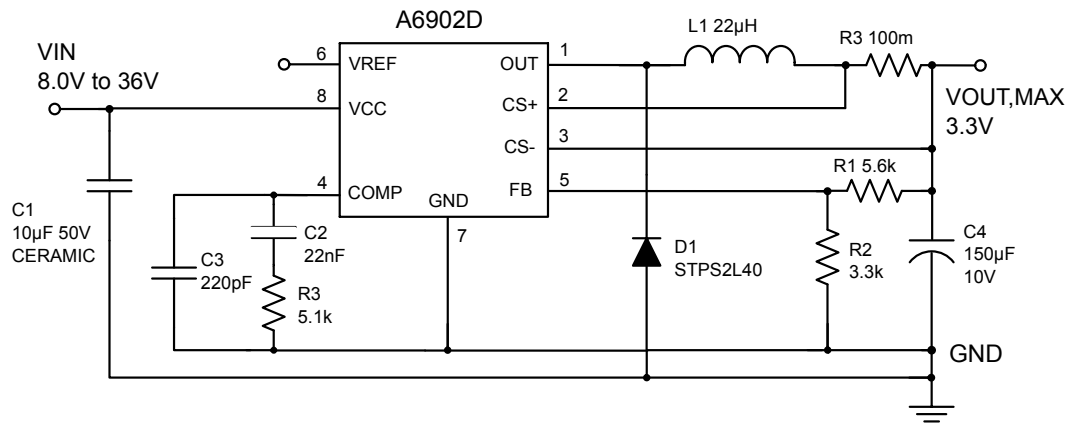 A6902D
VIN
8.0V to 36V
6
VREF
8
VCC
4
COMP
GND
7
OUT
1
CS+
2
CS-
3
FB
5
L1 22µH
R3 100m
VOUT,MAX
3.3V
R1 5.6k
C1
10µF 50V
CERAMIC
C3
220pF
C2
22nF
R3
5.1k
D1
STPS2L40
R2
3.3k
C4
150µF
10V
GND